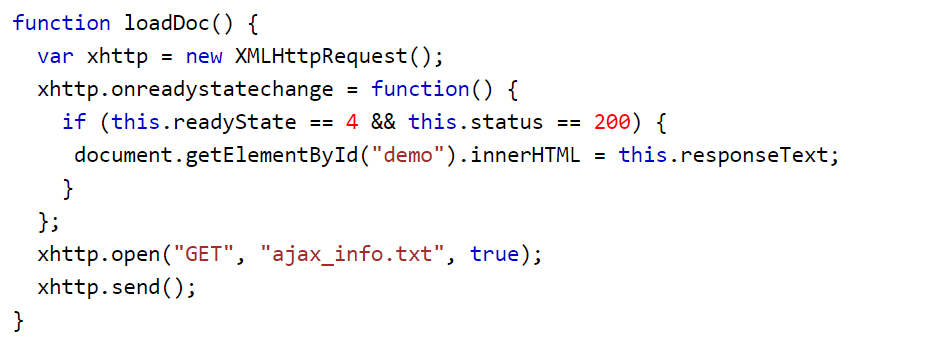 function loadDoc() {
  var xhttp = new XMLHttpRequest();
  xhttp.onreadystatechange = function() {
    if (this.readyState == 4 && this.status == 200) {
     document.getElementById("demo").innerHTML = this.responseText;
    }
  };
  xhttp.open("GET", "ajax_info.txt", true);
  xhttp.send();
}